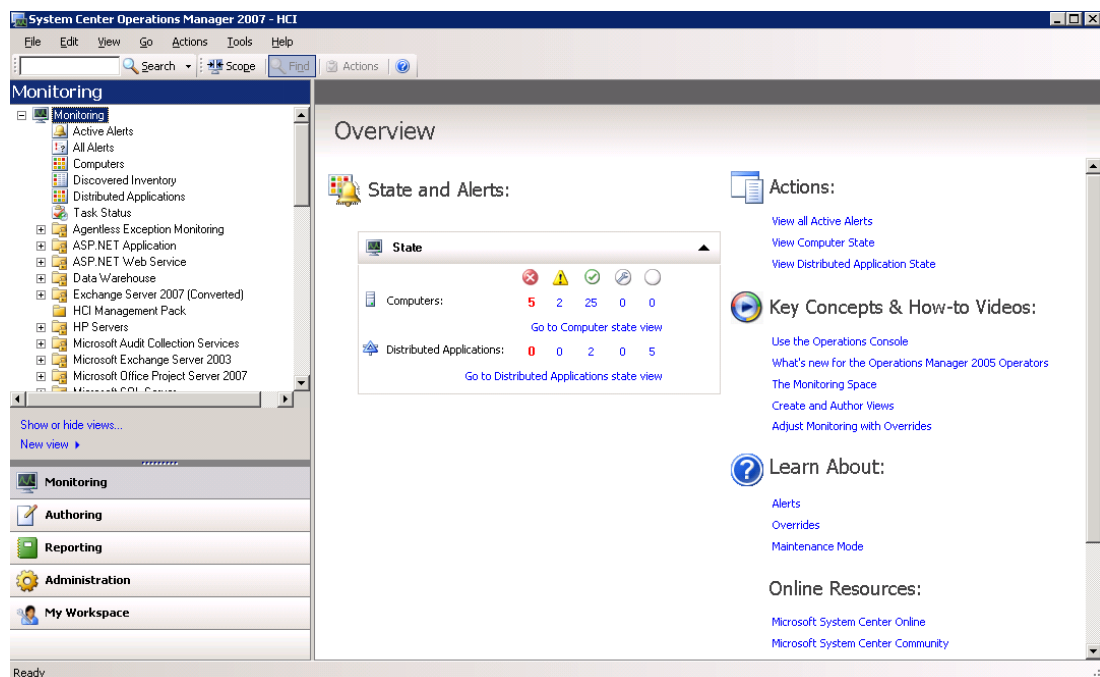 System Center Operations Manager 2007 - HCI
File Edit View Go Actions Tools Help
Search Scope Find Actions
Monitoring
Monitoring
Active Alerts
All Alerts
Computers
Discovered Inventory
Distributed Applications
Task Status
Agentless Exception Monitoring
ASP.NET Application
ASP.NET Web Service
Data Warehouse
Exchange Server 2007 (Converted)
HCI Management Pack
HP Servers
Microsoft Audit Collection Services
Microsoft Exchange Server 2003
Microsoft Office Project Server 2007
Microsoft SQL Server
Show or hide views...
New view
Monitoring
Authoring
Reporting
Administration
My Workspace
Ready
Overview
State and Alerts:
State
Computers: 5 2 25 0 0
Go to Computer state view
Distributed Applications: 0 0 2 0 5
Go to Distributed Applications state view
Actions:
View all Active Alerts
View Computer State
View Distributed Application State
Key Concepts & How-to Videos:
Use the Operations Console
What's new for the Operations Manager 2005 Operators
The Monitoring Space
Create and Author Views
Adjust Monitoring with Overrides
Learn About:
Alerts
Overrides
Maintenance Mode
Online Resources:
Microsoft System Center Online
Microsoft System Center Community